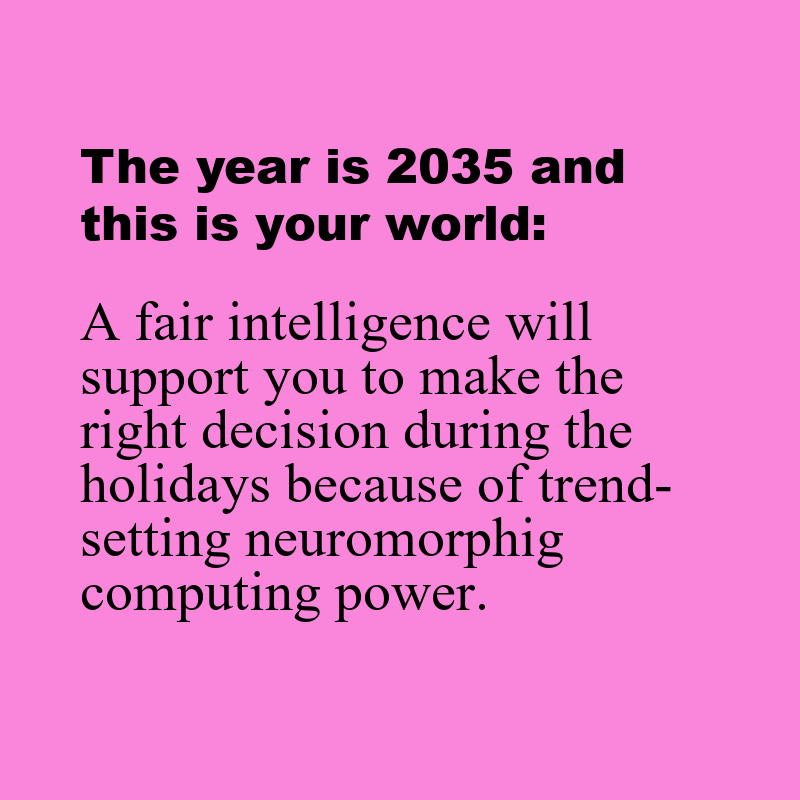 The year is 2035 and
this is your world:
A fair intelligence will
support you to make the
right decision during the
holidays because of trend-
setting neuromorphig
computing power.